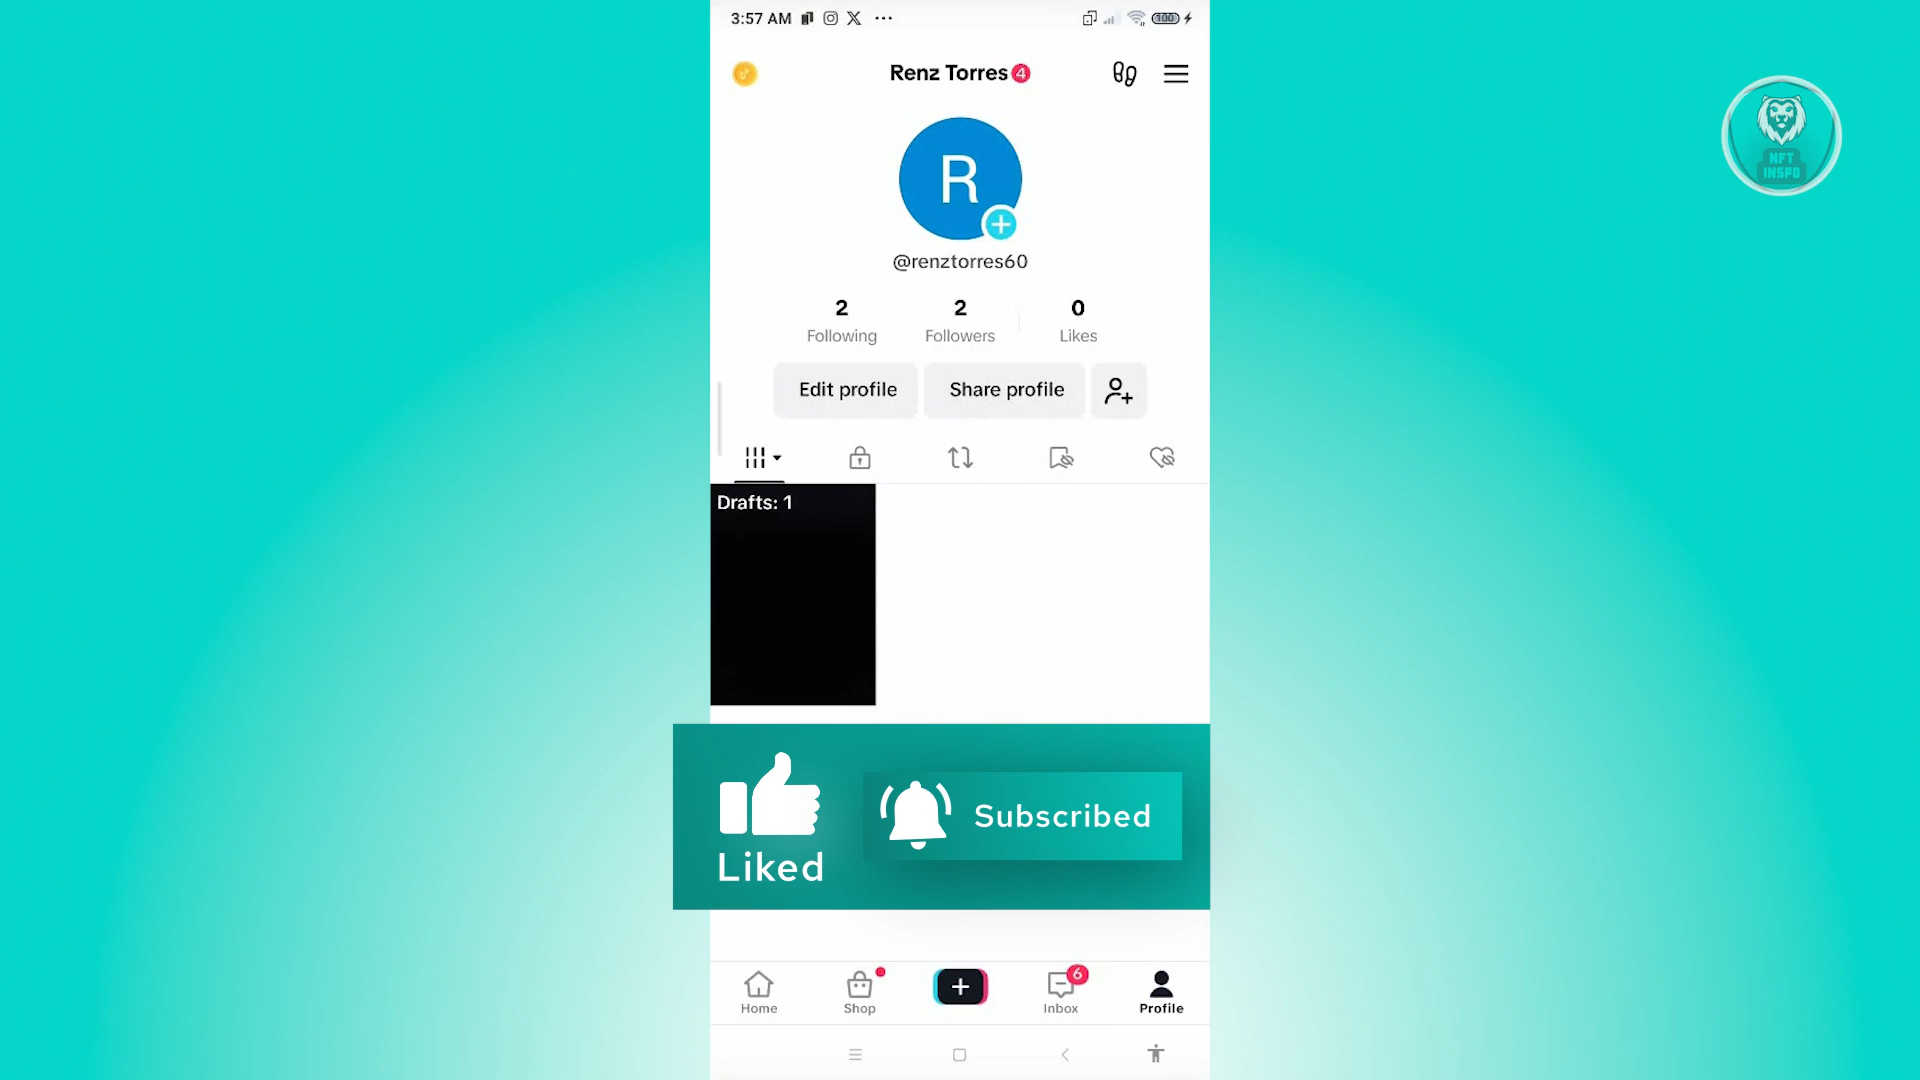 3:57 AM
100
Renz Torres 4
R
@renztorres60
2 2 0
Following Followers Likes
Edit profile Share profile
Drafts: 1
Liked
Subscribed
6
Home Shop Inbox Profile
NFT
INSPO